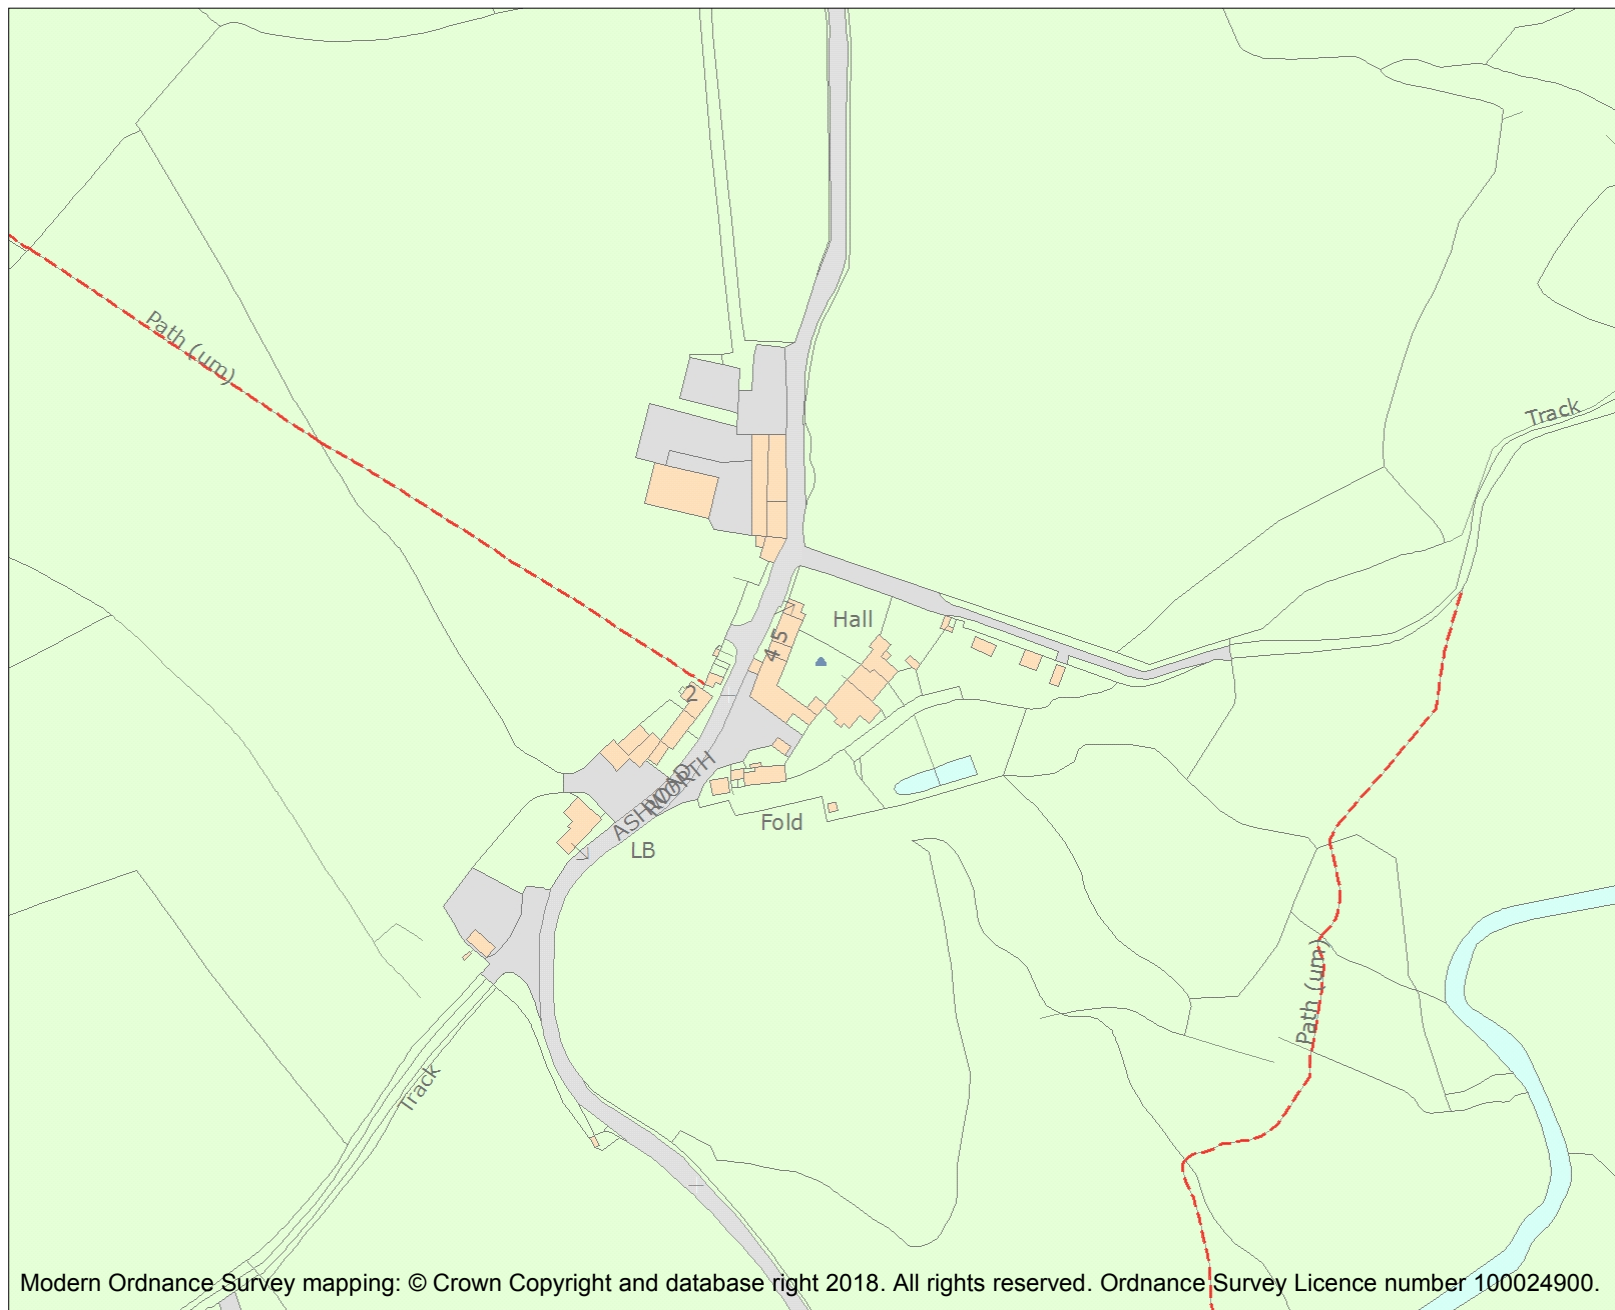 Path (um)
Track
Hall
4 5
2
ASHWORTH
ROAD
Fold
LB
Path (um)
Track
Modern Ordnance Survey mapping: © Crown Copyright and database right 2018. All rights reserved. Ordnance Survey Licence number 100024900.